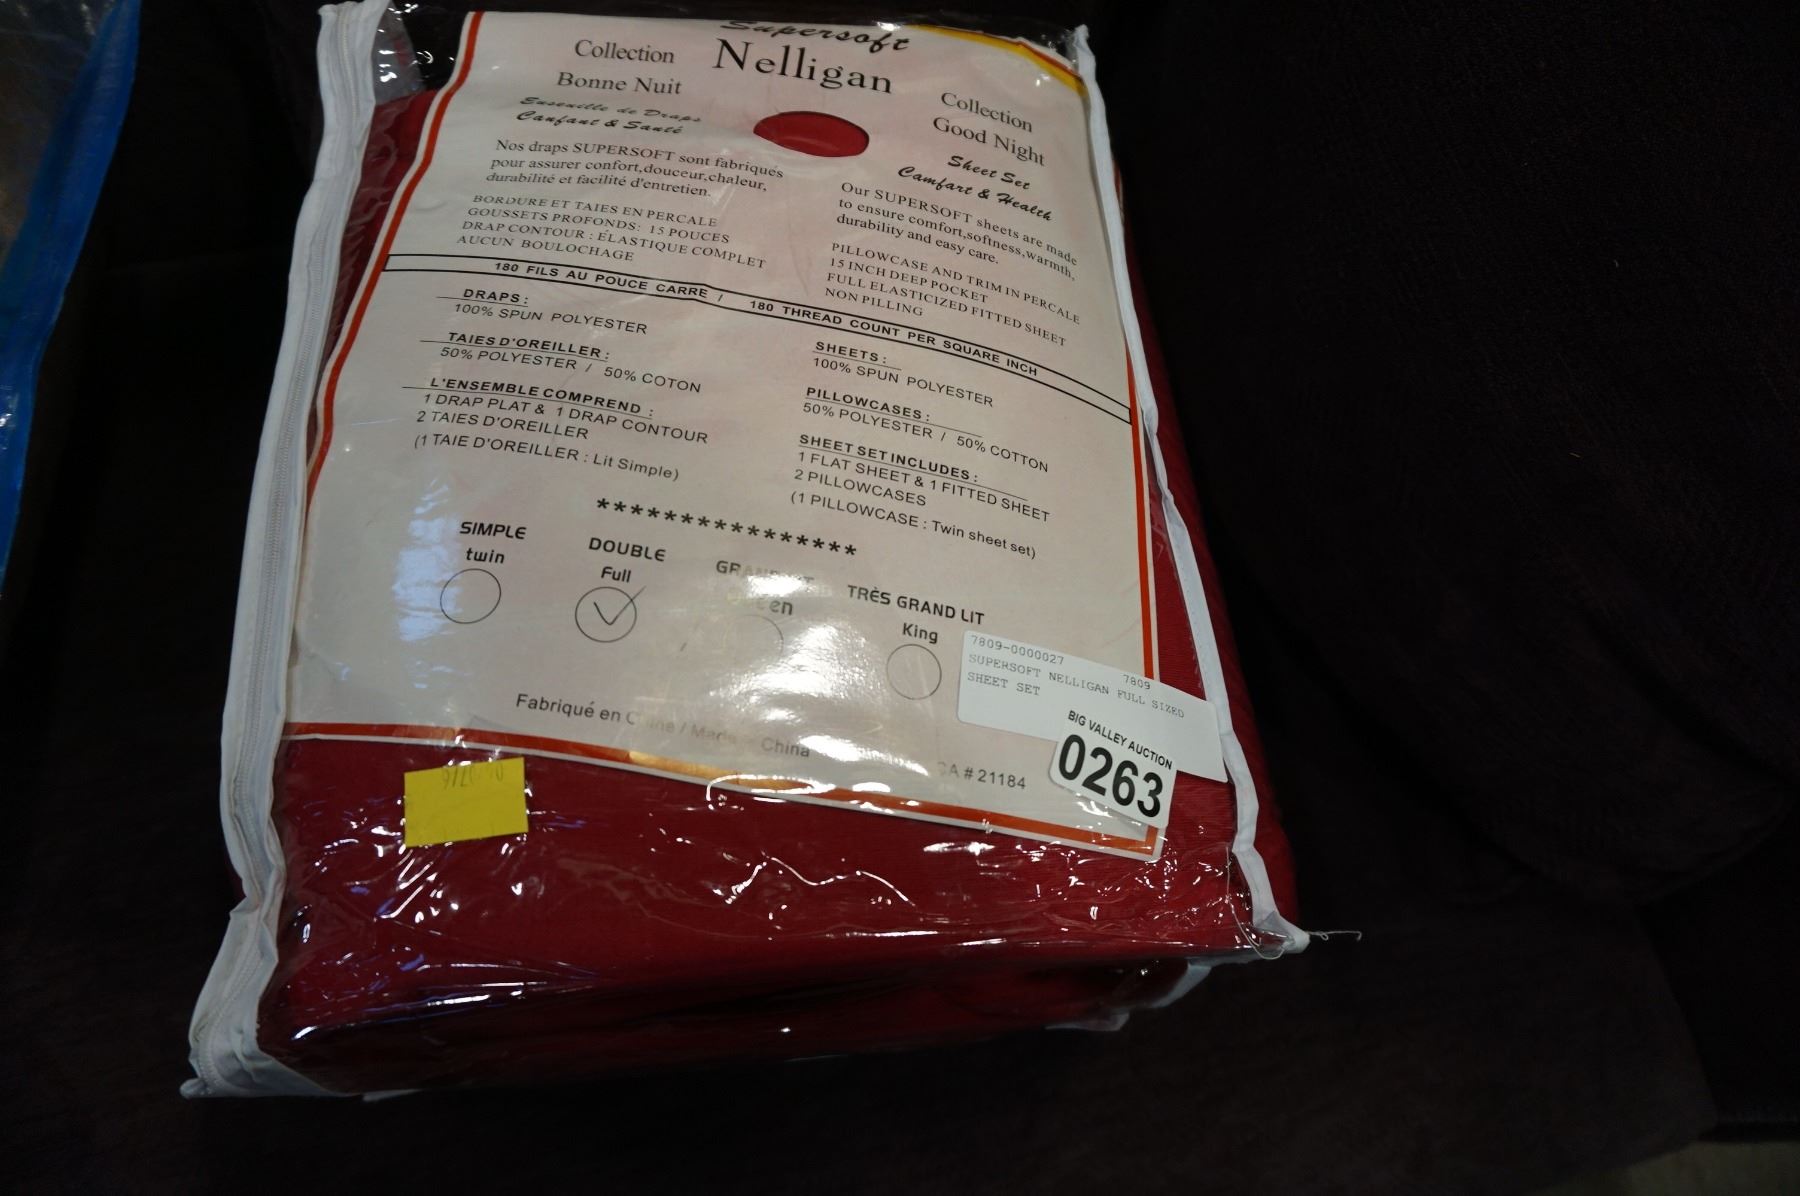 Supersoft
Nelligan
Collection
Bonne Nuit
Ensemille de Draps
Canfant & Santé
Nos draps SUPERSOFT sont fabriqués
pour assurer confort,douceur,chaleur,
durabilité et facilité d'entretien.
BORDURE ET TAIES EN PERCALE
GOUSSETS PROFONDS: 15 POUCES
DRAP CONTOUR : ÉLASTIQUE COMPLET
AUCUN BOULOCHAGE
Collection
Good Night
Sheet Set
Camfart & Health
Our SUPERSOFT sheets are made
to ensure comfort,softness,warmth,
durability and easy care.
PILLOWCASE AND TRIM IN PERCALE
15 INCH DEEP POCKET
FULL ELASTICIZED FITTED SHEET
NON PILLING
180 FILS AU POUCE CARRE / 180 THREAD COUNT PER SQUARE INCH
DRAPS:
100% SPUN POLYESTER
TAIES D'OREILLER:
50% POLYESTER / 50% COTON
L'ENSEMBLE COMPREND :
1 DRAP PLAT & 1 DRAP CONTOUR
2 TAIES D'OREILLER
(1 TAIE D'OREILLER : Lit Simple)
SHEETS:
100% SPUN POLYESTER
PILLOWCASES:
50% POLYESTER / 50% COTTON
SHEET SET INCLUDES:
1 FLAT SHEET & 1 FITTED SHEET
2 PILLOWCASES
(1 PILLOWCASE : Twin sheet set)
***************
SIMPLE
twin
DOUBLE
Full
TRÈS GRAND LIT
King
Fabriqué en Chine / Made China
CA # 21184
7809-0000027 7809
SUPERSOFT NELLIGAN FULL SIZED
SHEET SET
BIG VALLEY AUCTION
0263